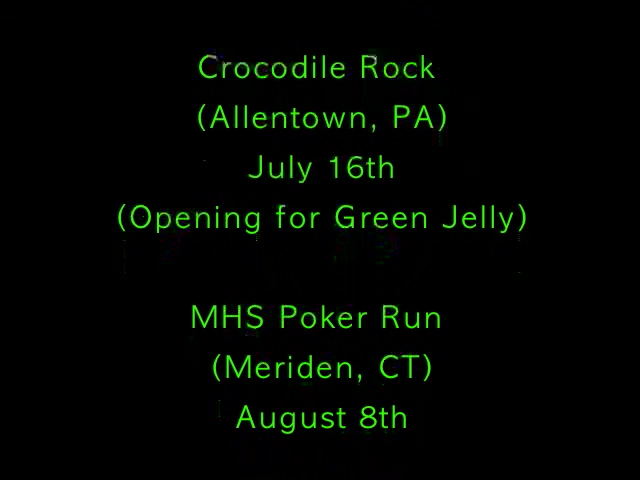 Crocodile Rock
(Allentown, PA)
July 16th
(Opening for Green Jelly)
MHS Poker Run
(Meriden, CT)
August 8th